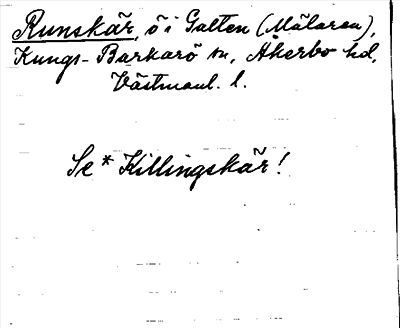 Runskär, ö i Galten (Mälaren),
Kungs-Barkarö sn, Åkerbo hd,
Västmanl. l.
Se * Killingskär!